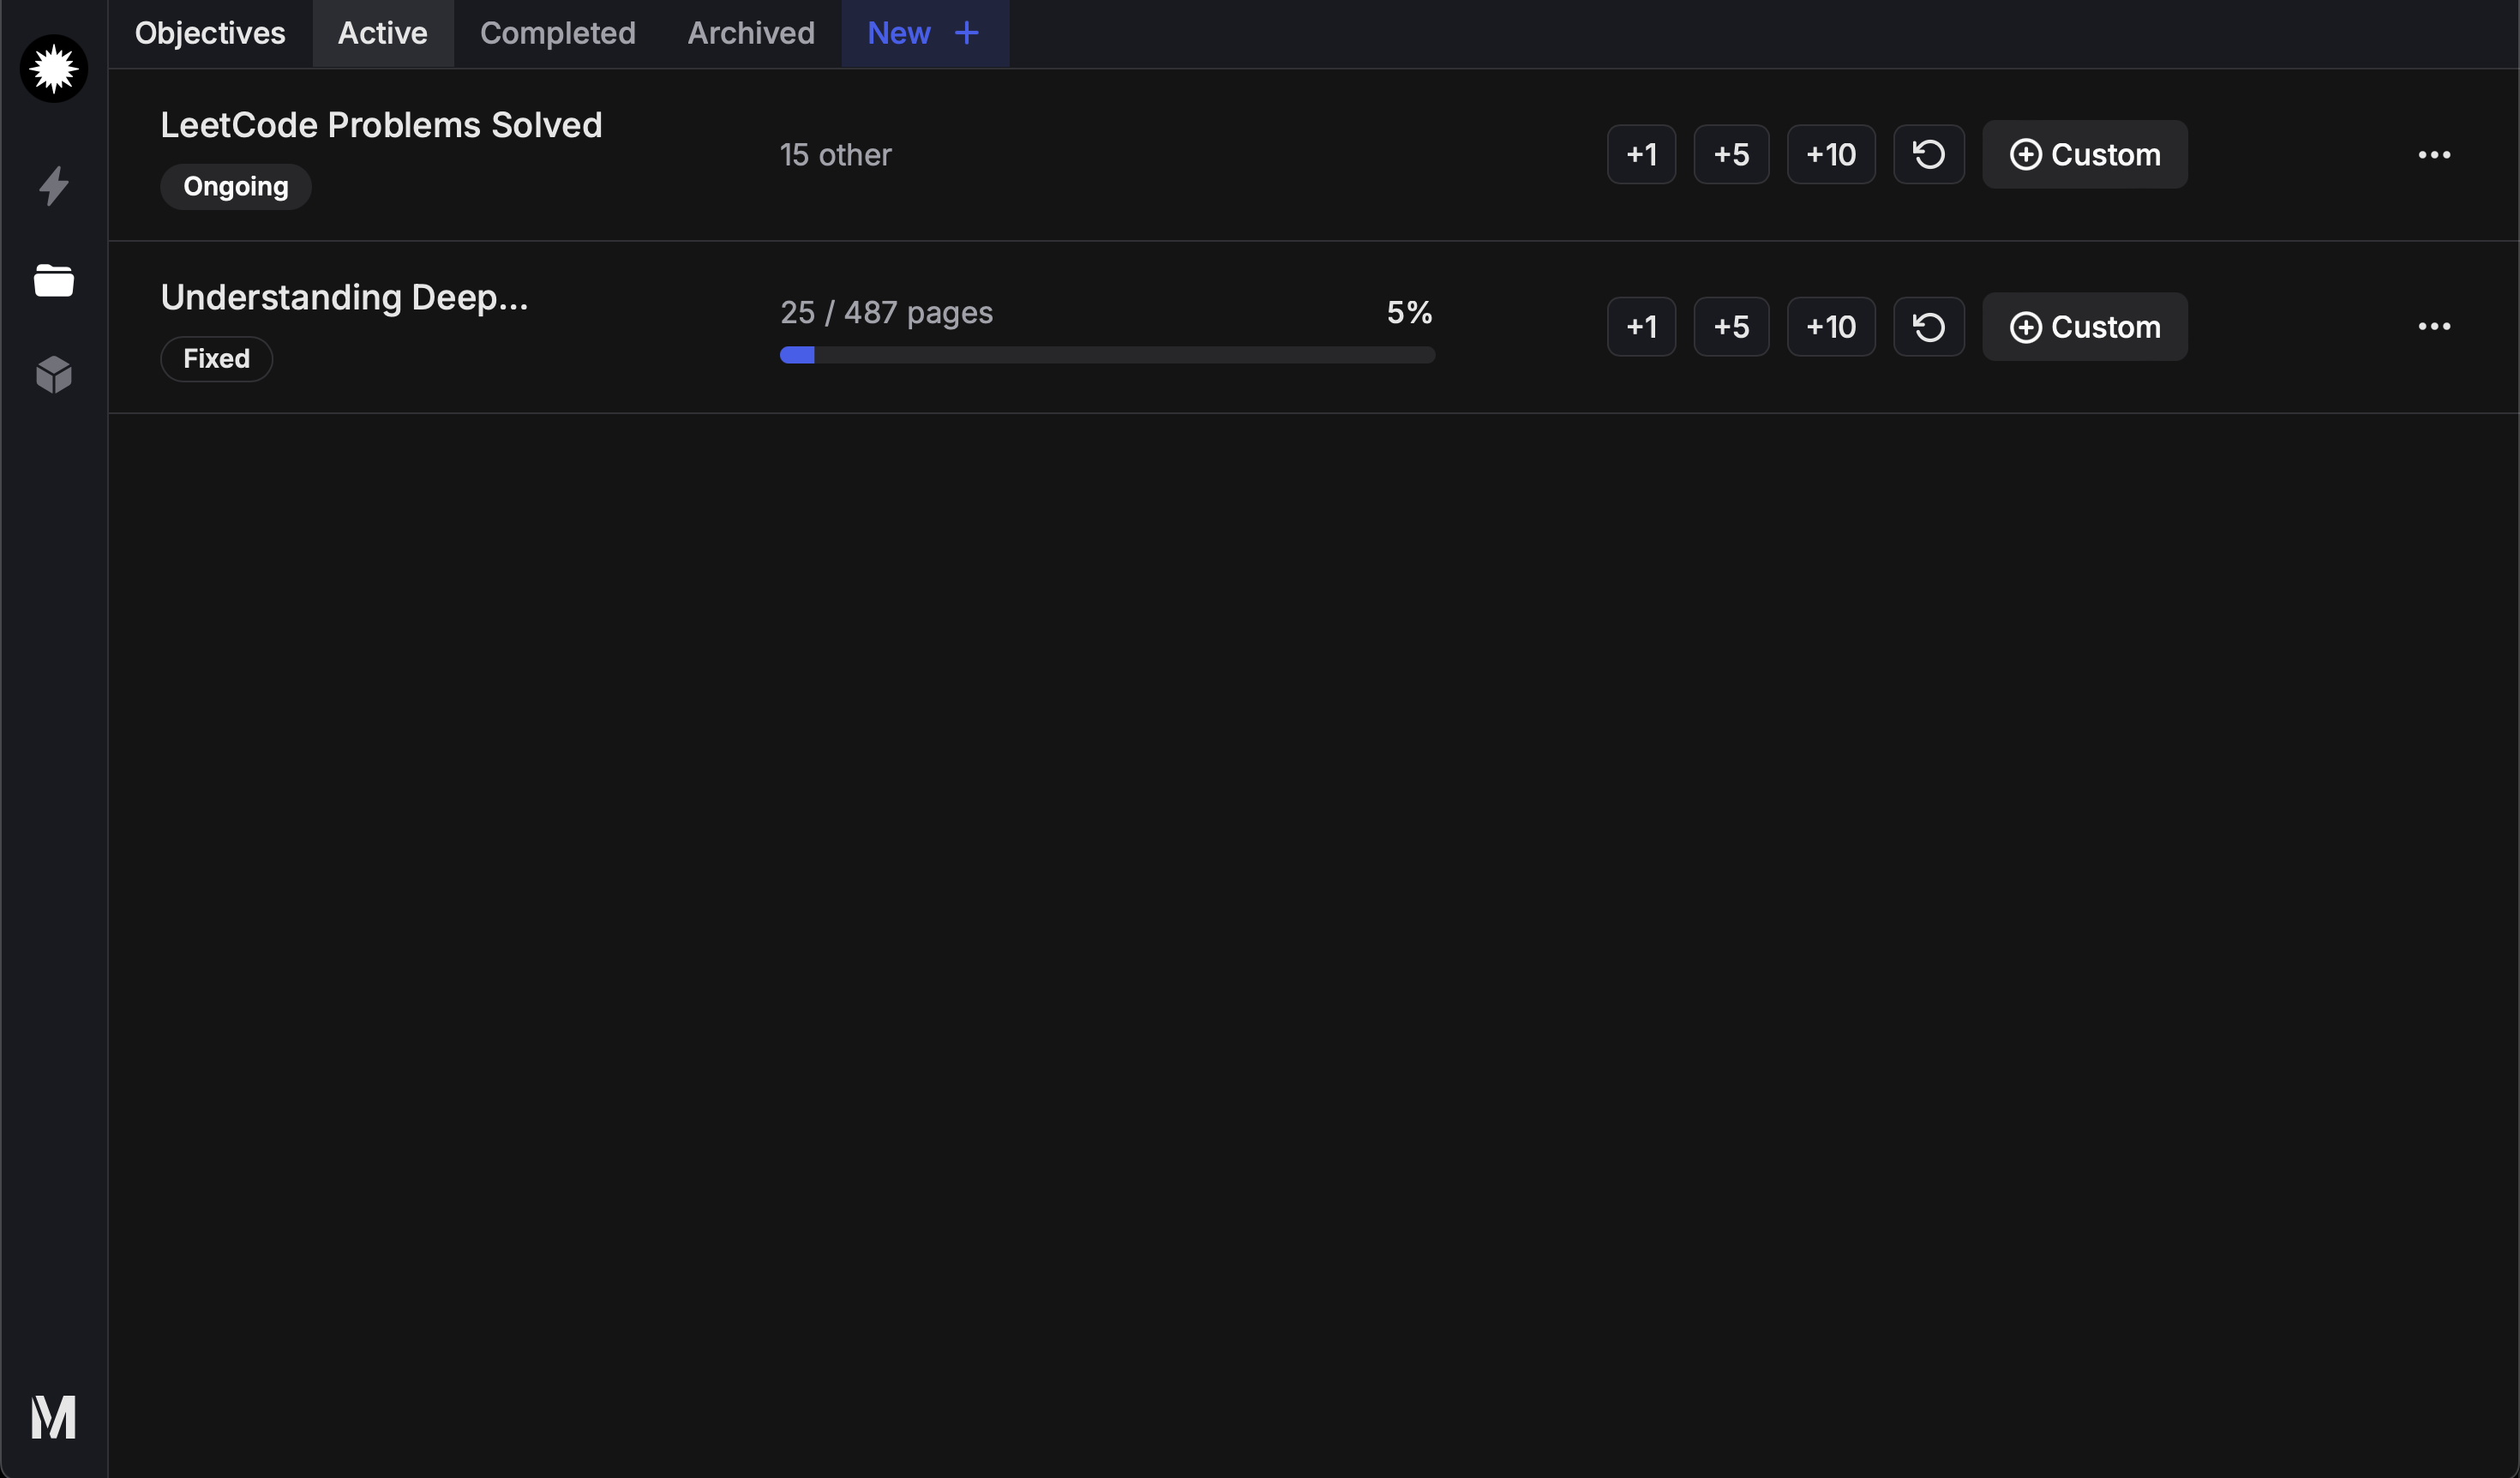 Objectives Active Completed Archived New +
LeetCode Problems Solved
Ongoing
15 other
+1 +5 +10 Custom
Understanding Deep...
Fixed
25 / 487 pages 5%
+1 +5 +10 Custom
M